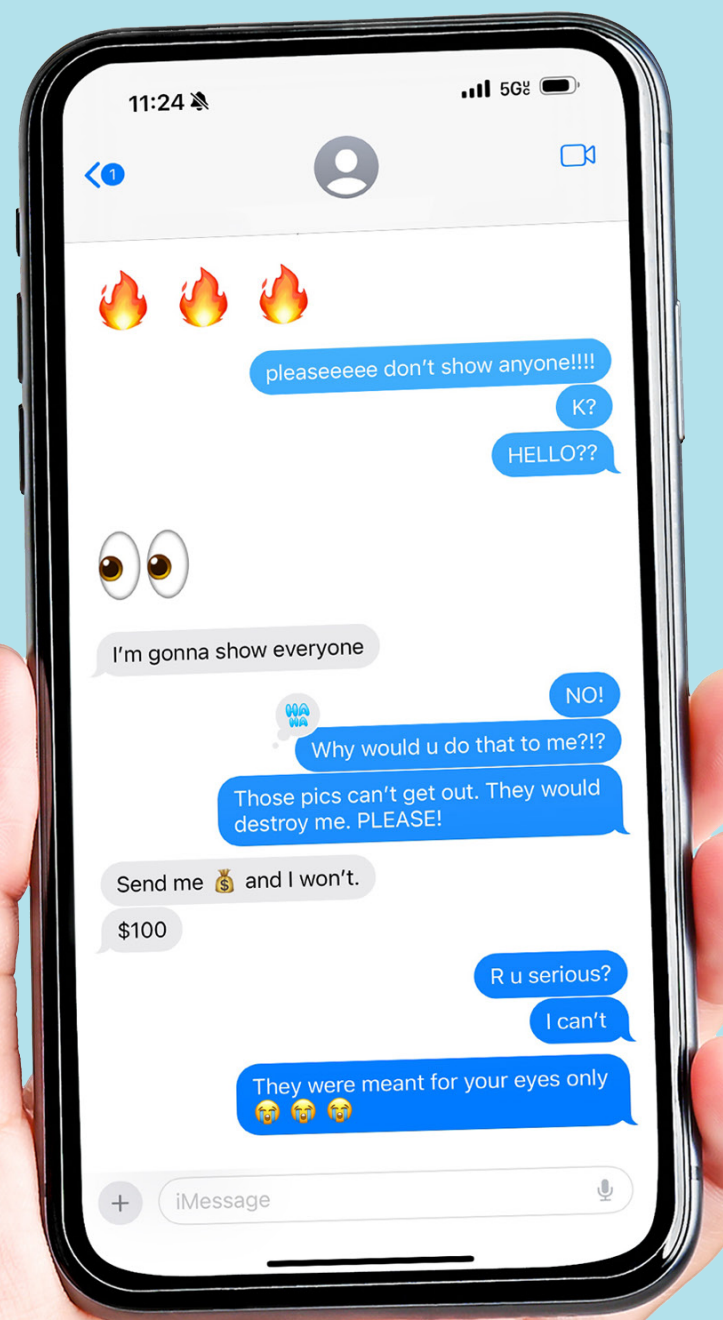 11:24
5G
1
🔥 🔥 🔥
pleaseeeee don’t show anyone!!!!
K?
HELLO??
👀
I’m gonna show everyone
NO!
HA
HA
Why would u do that to me?!?
Those pics can’t get out. They would
destroy me. PLEASE!
Send me 💰 and I won’t.
$100
R u serious?
I can’t
They were meant for your eyes only
😭 😭 😭
+
iMessage